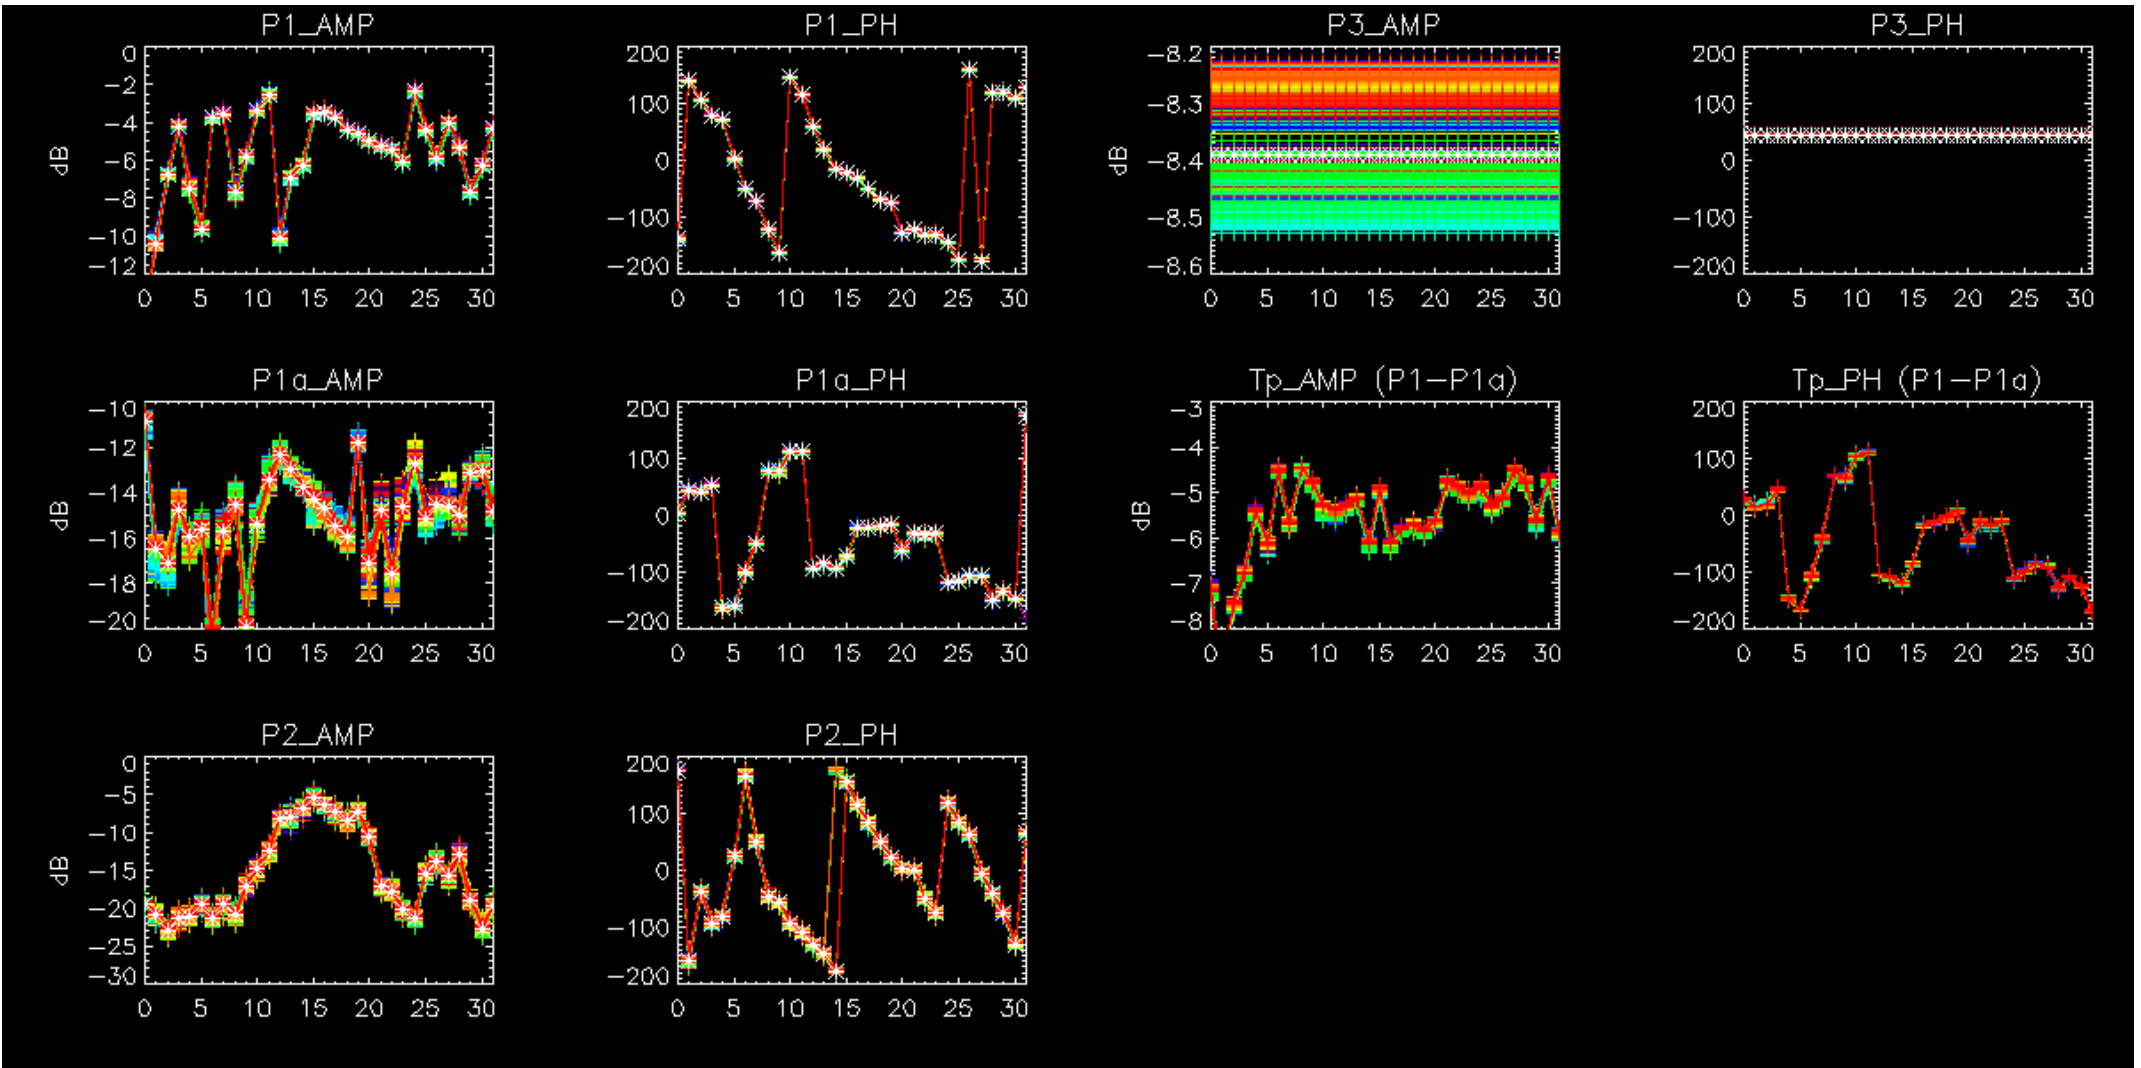 P1_AMP
0
−2
−4
−6
−8
−10
−12
dB
0 5 10 15 20 25 30
P1_PH
200
100
0
−100
−200
0 5 10 15 20 25 30
P3_AMP
−8.2
−8.3
−8.4
−8.5
−8.6
dB
0 5 10 15 20 25 30
P3_PH
200
100
0
−100
−200
0 5 10 15 20 25 30
P1a_AMP
−10
−12
−14
−16
−18
−20
dB
0 5 10 15 20 25 30
P1a_PH
200
100
0
−100
−200
0 5 10 15 20 25 30
Tp_AMP (P1−P1a)
−3
−4
−5
−6
−7
−8
dB
0 5 10 15 20 25 30
Tp_PH (P1−P1a)
200
100
0
−100
−200
0 5 10 15 20 25 30
P2_AMP
0
−5
−10
−15
−20
−25
−30
dB
0 5 10 15 20 25 30
P2_PH
200
100
0
−100
−200
0 5 10 15 20 25 30